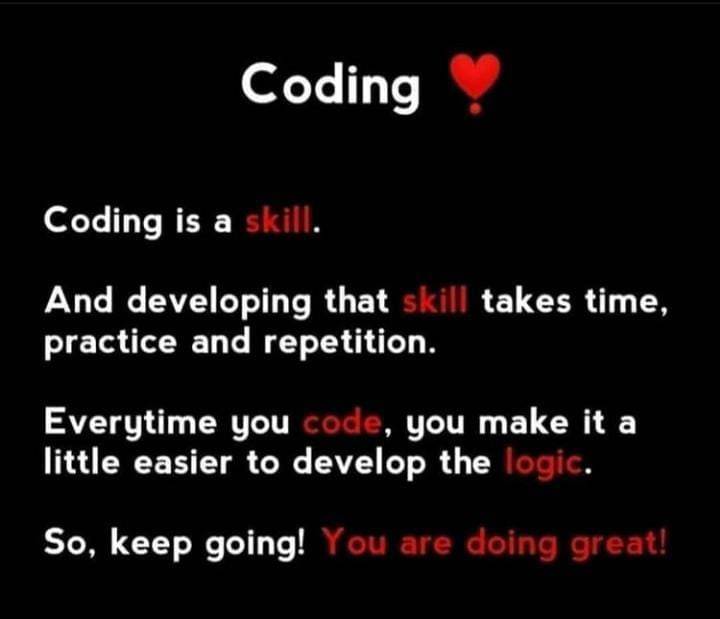 Coding ❣
Coding is a skill.
And developing that skill takes time,
practice and repetition.
Everytime you code, you make it a
little easier to develop the logic.
So, keep going! You are doing great!